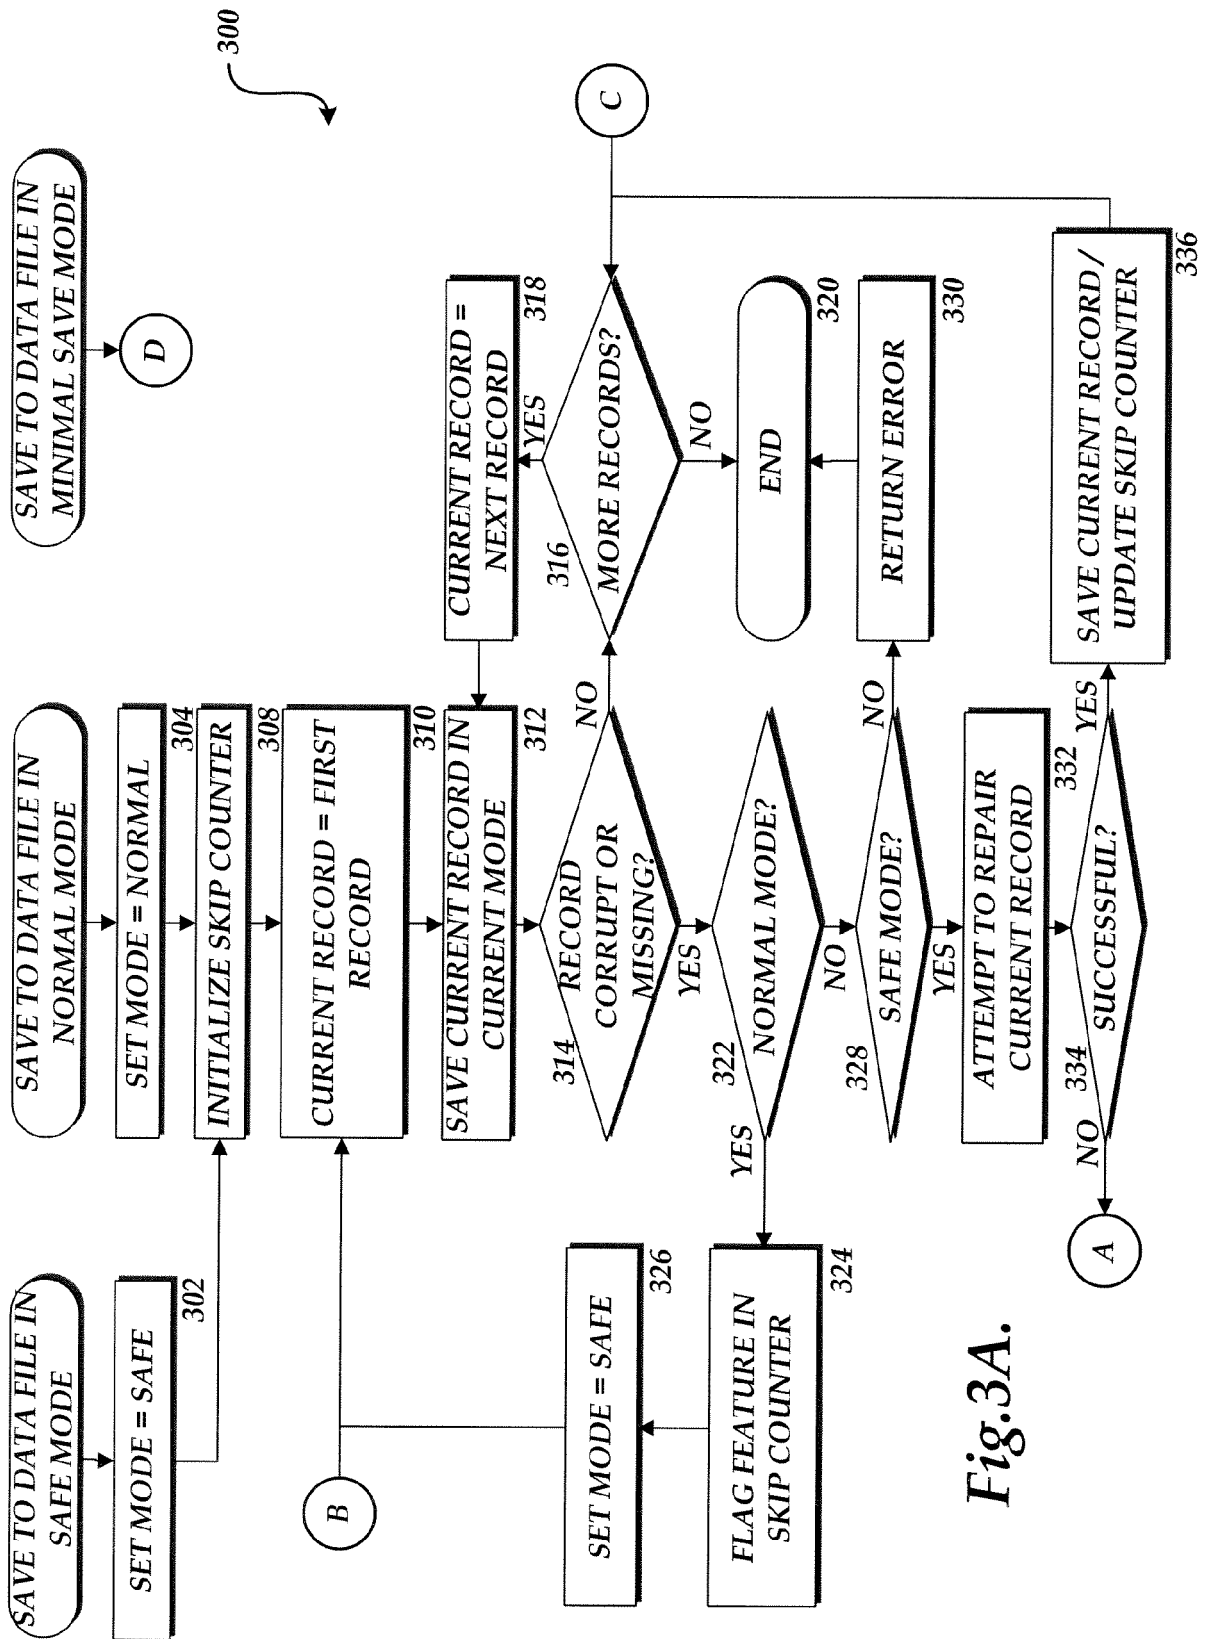 SAVE TO DATA FILE IN
SAFE MODE
SET MODE = SAFE
302
SAVE TO DATA FILE IN
NORMAL MODE
SET MODE = NORMAL
304
INITIALIZE SKIP COUNTER
308
SAVE TO DATA FILE IN
MINIMAL SAVE MODE
D
300
B
CURRENT RECORD = FIRST
RECORD
310
SAVE CURRENT RECORD IN
CURRENT MODE
312
CURRENT RECORD =
NEXT RECORD
318
YES
314
RECORD
CORRUPT OR
MISSING?
NO
YES
316
MORE RECORDS?
NO
C
SET MODE = SAFE
326
FLAG FEATURE IN
SKIP COUNTER
324
YES
322
NORMAL MODE?
NO
END
320
328
SAFE MODE?
NO
YES
RETURN ERROR
330
ATTEMPT TO REPAIR
CURRENT RECORD
332
A
NO
334
SUCCESSFUL?
YES
SAVE CURRENT RECORD /
UPDATE SKIP COUNTER
336
Fig.3A.